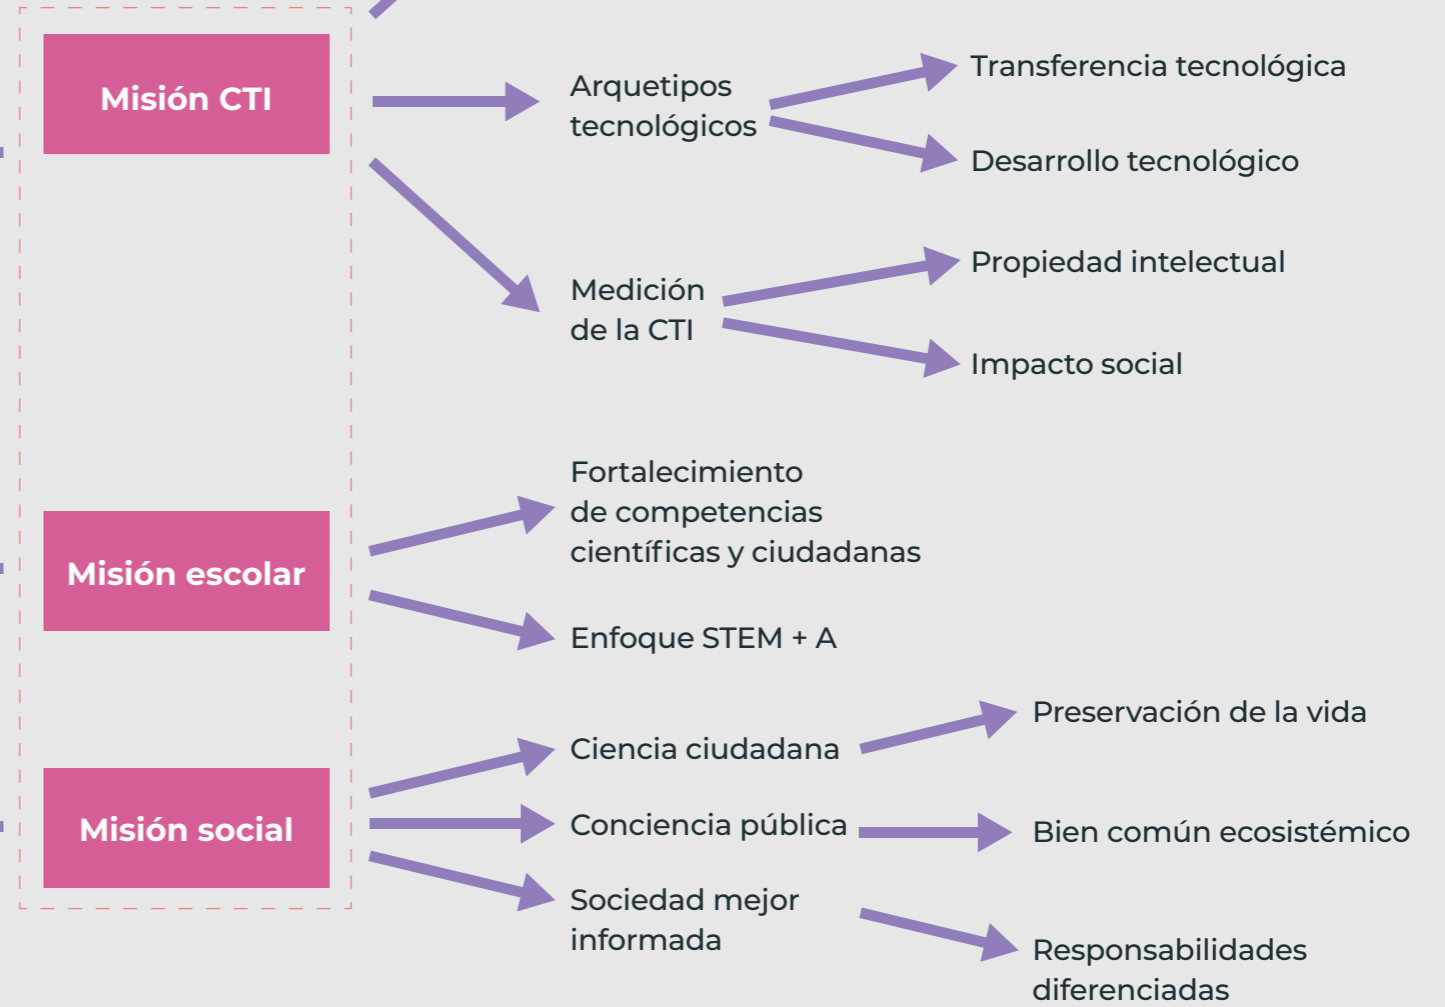 Misión CTI
Arquetipos
tecnológicos
Transferencia tecnológica
Desarrollo tecnológico
Medición
de la CTI
Propiedad intelectual
Impacto social
Misión escolar
Fortalecimiento
de competencias
científicas y ciudadanas
Enfoque STEM + A
Misión social
Ciencia ciudadana
Preservación de la vida
Conciencia pública
Bien común ecosistémico
Sociedad mejor
informada
Responsabilidades
diferenciadas